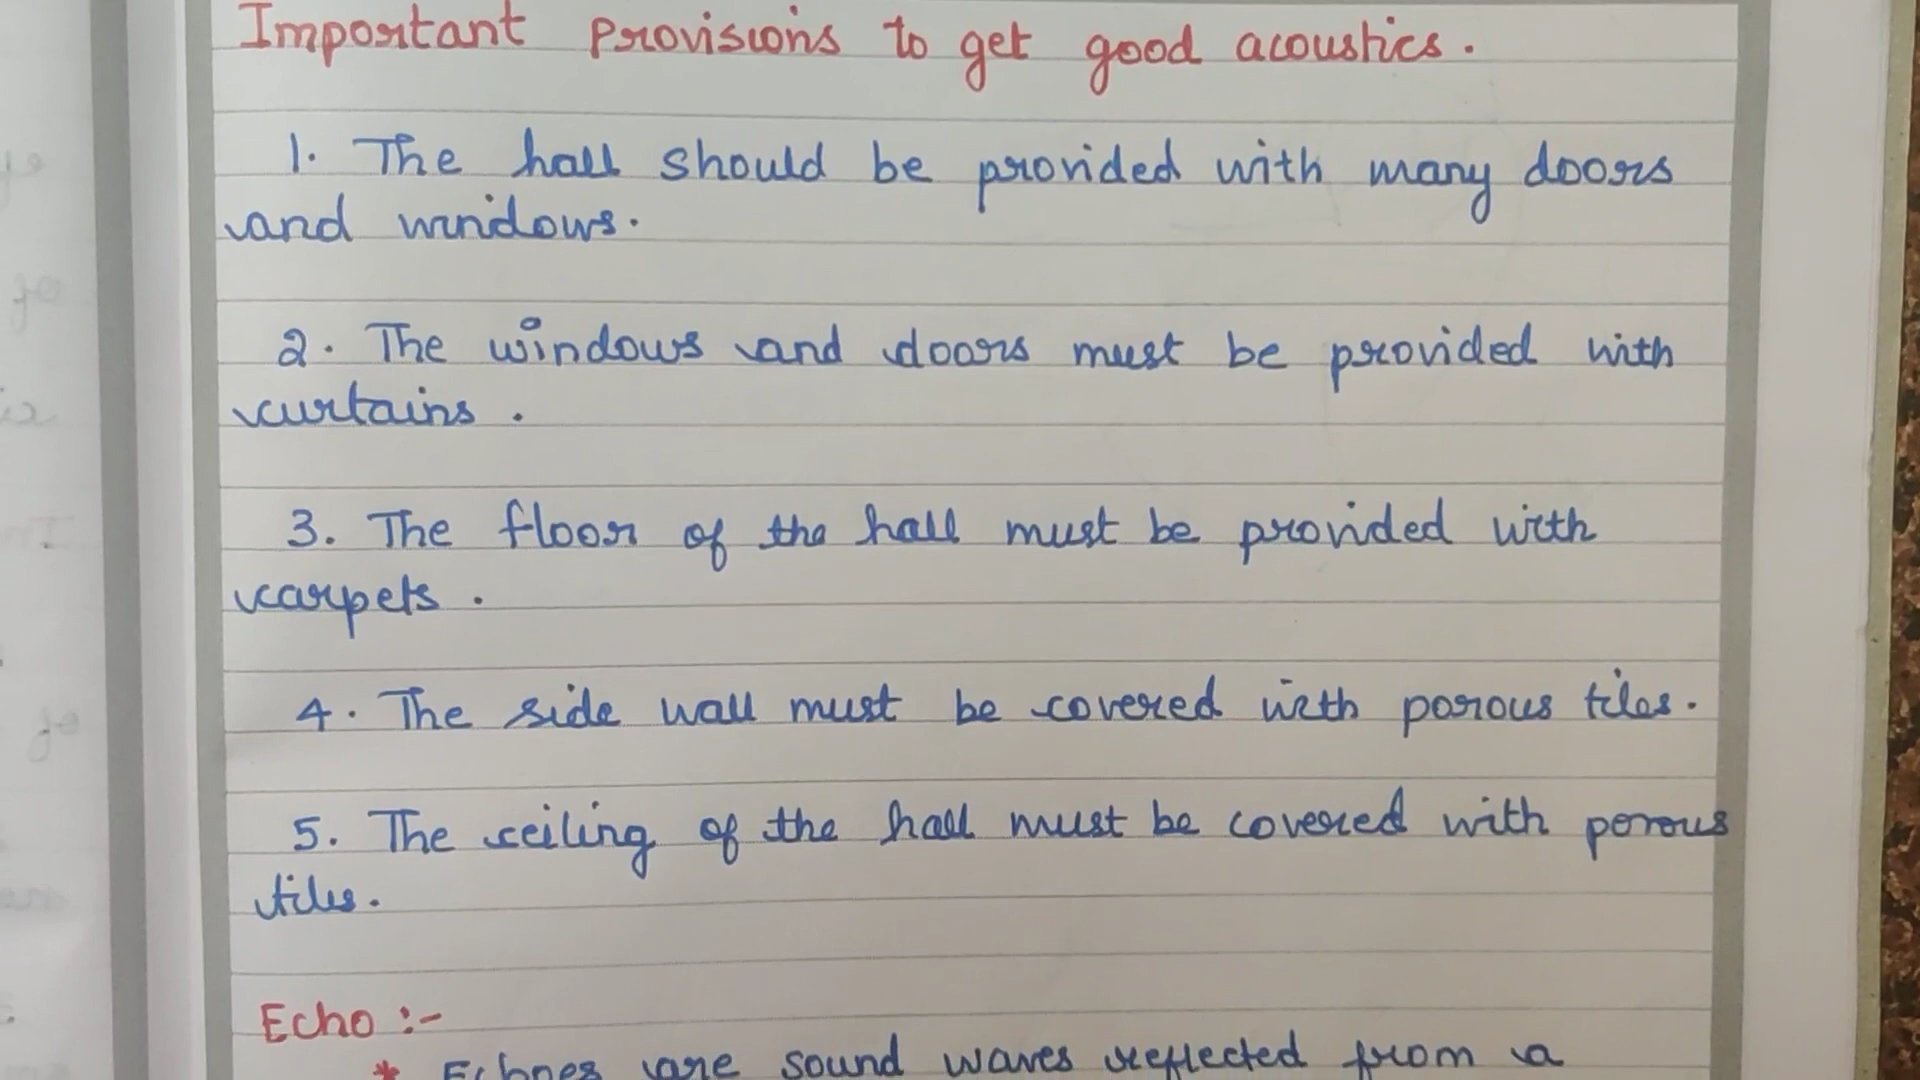 Important provisions to get good acoustics.
1. The hall should be provided with many doors
and windows.
2. The windows and doors must be provided with
curtains.
3. The floor of the hall must be provided with
carpets.
4. The side wall must be covered with porous tiles.
5. The ceiling of the hall must be covered with porous
tiles.
Echo :-
* Echoes are sound waves reflected from a